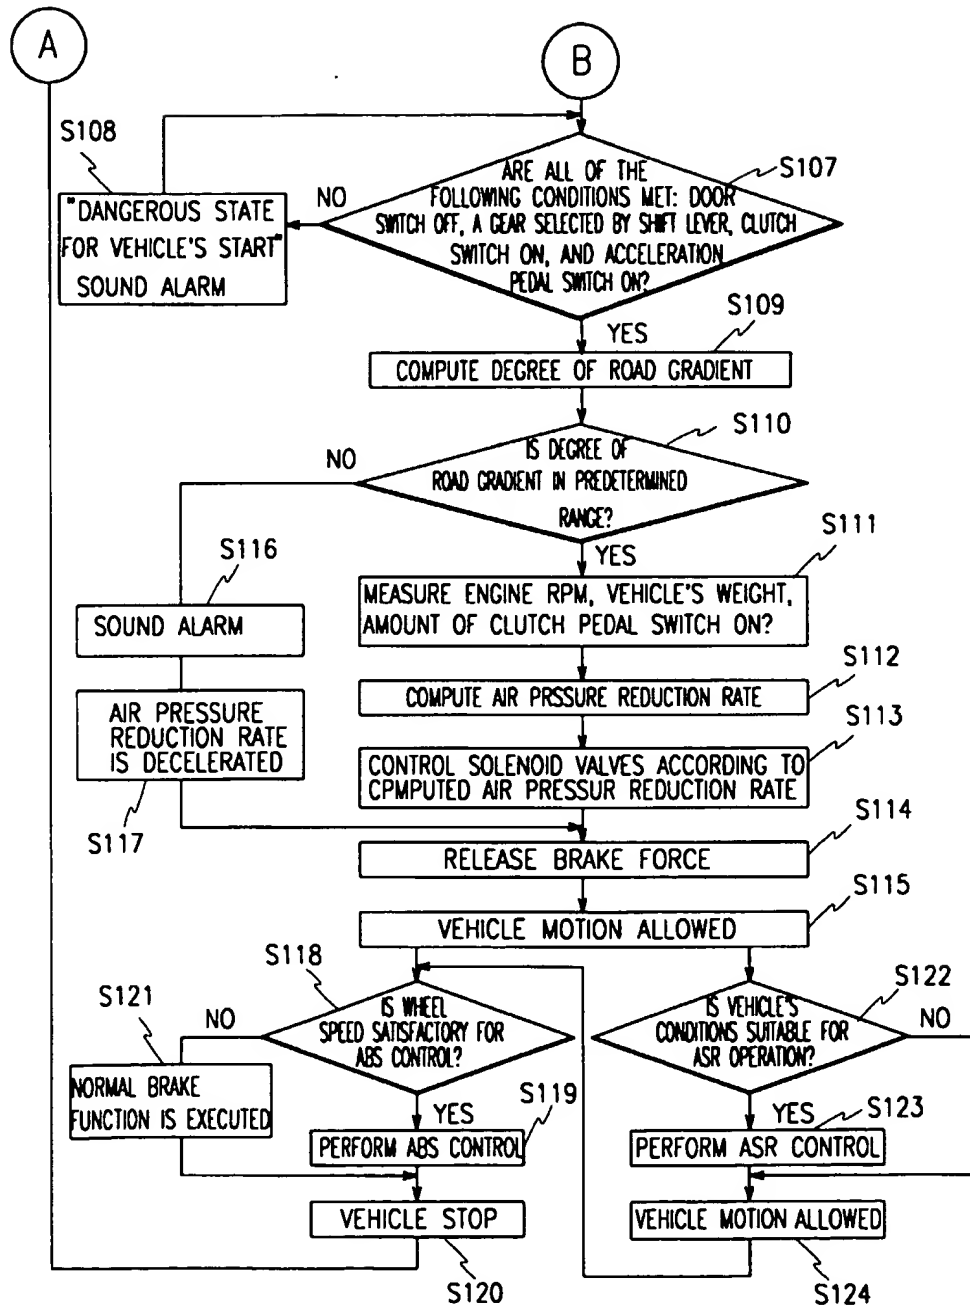 A
B
S108
S107
NO
ARE ALL OF THE
FOLLOWING CONDITIONS MET: DOOR
SWITCH OFF, A GEAR SELECTED BY SHIFT LEVER, CLUTCH
SWITCH ON, AND ACCELERATION
PEDAL SWITCH ON?
"DANGEROUS STATE
FOR VEHICLE'S START"
SOUND ALARM
YES
S109
COMPUTE DEGREE OF ROAD GRADIENT
S110
NO
IS DEGREE OF
ROAD GRADIENT IN PREDETERMINED
RANGE?
YES
S111
S116
MEASURE ENGINE RPM, VEHICLE'S WEIGHT,
AMOUNT OF CLUTCH PEDAL SWITCH ON?
SOUND ALARM
S112
COMPUTE AIR PRSSURE REDUCTION RATE
AIR PRESSURE
REDUCTION RATE
IS DECELERATED
S117
S113
CONTROL SOLENOID VALVES ACCORDING TO
CPMPUTED AIR PRESSUR REDUCTION RATE
S114
RELEASE BRAKE FORCE
S115
VEHICLE MOTION ALLOWED
S118
S122
S121
NO
IS WHEEL
SPEED SATISFACTORY FOR
ABS CONTROL?
IS VEHICLE'S
CONDITIONS SUITABLE FOR
ASR OPERATION?
NO
NORMAL BRAKE
FUNCTION IS EXECUTED
YES
S119
YES
S123
PERFORM ABS CONTROL
PERFORM ASR CONTROL
VEHICLE STOP
VEHICLE MOTION ALLOWED
S120
S124